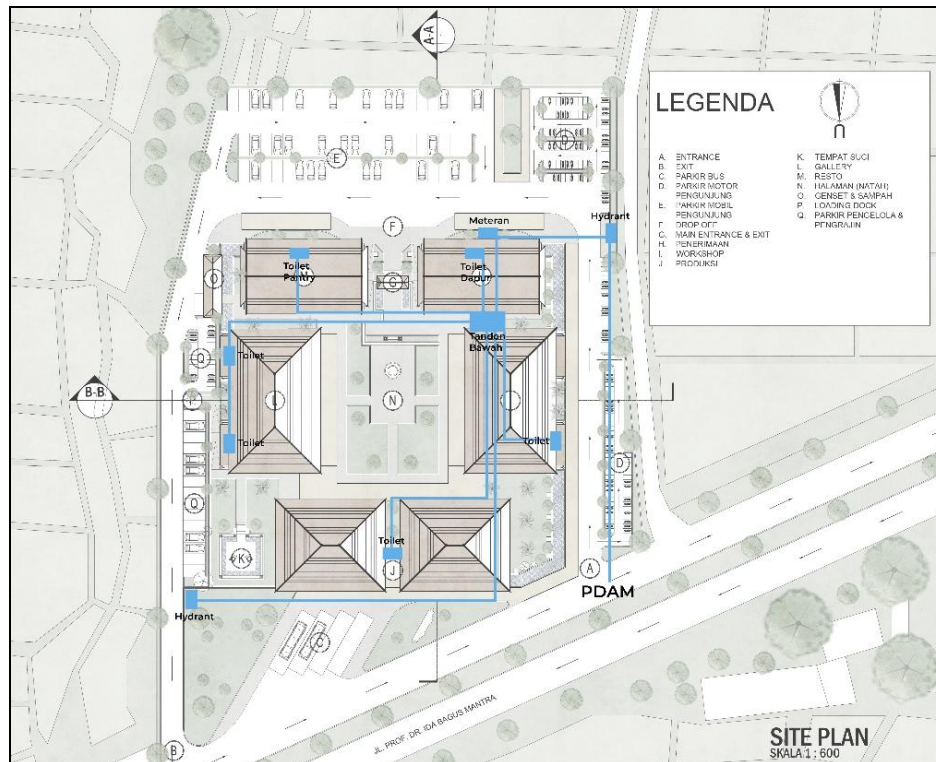 A-A
LEGENDA
n
A. ENTRANCE
B. EXIT
C. PARKIR BUS
D. PARKIR MOTOR
PENGUNJUNG
E. PARKIR MOBIL
PENGUNJUNG
F. DROP OFF
G. MAIN ENTRANCE & EXIT
H. PENERIMAAN
I. WORKSHOP
J. PRODUKSI
K. TEMPAT SUCI
L. GALLERY
M. RESTO
N. HALAMAN (NATAH)
O. GENSET & SAMPAH
P. LOADING DOCK
Q. PARKIR PENGELOLA &
PENGRAJIN
E
D
Meteran
Hydrant
F
Toilet
Pantry
G
Toilet
Dapur
O
Tandon
Bawah
Toilet
Q
B-B
L
N
Toilet
Toilet
D
Q
Toilet
K
J
A
PDAM
Hydrant
C
JL. PROF. DR. IDA BAGUS MANTRA
B
SITE PLAN
SKALA 1 : 600